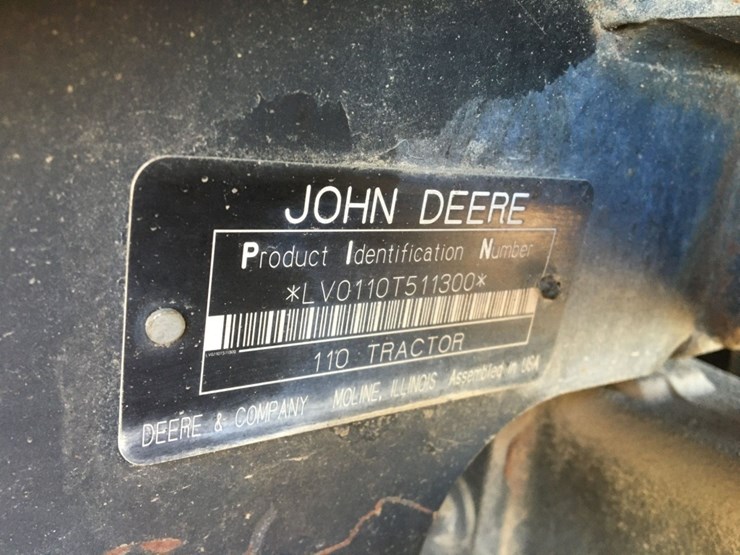 JOHN DEERE
Product Identification Number
*LV0110T511300*
110 TRACTOR
DEERE & COMPANY MOLINE, ILLINOIS Assembled in USA